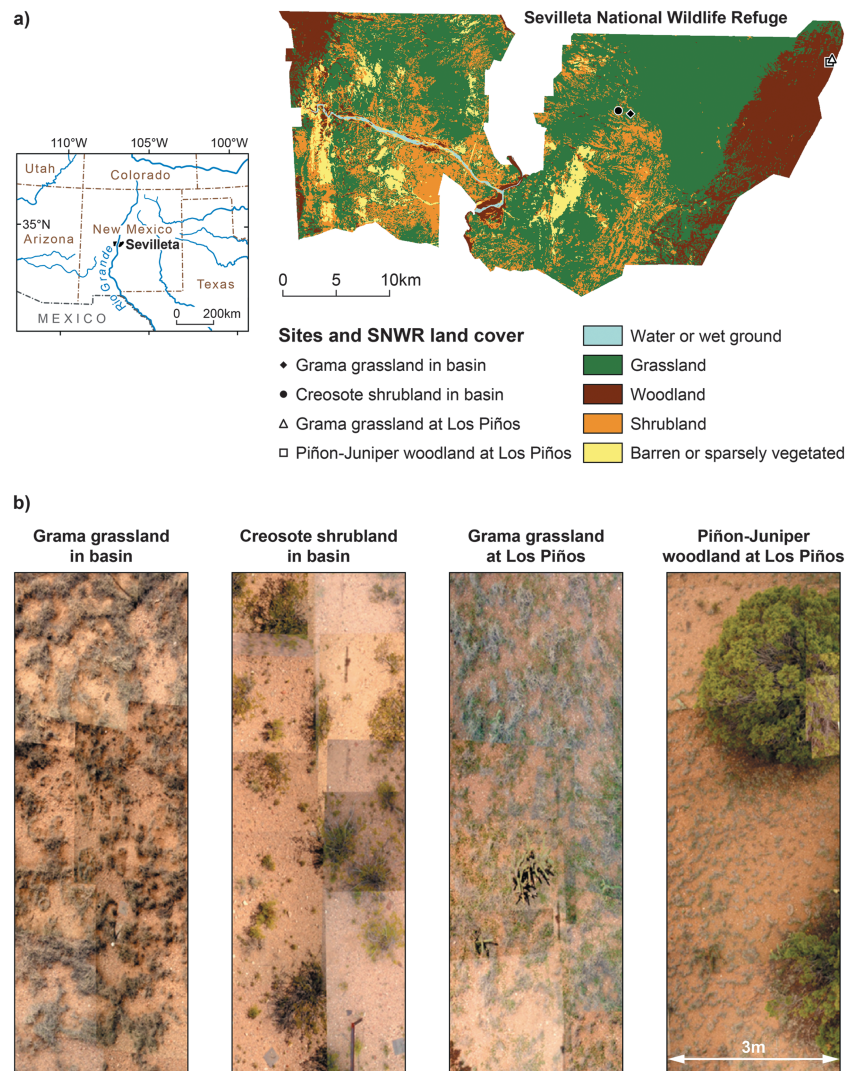 a)
Sevilleta National Wildlife Refuge
110°W
105°W
100°W
Utah
Colorado
35°N
New Mexico
Arizona
Sevilleta
Rio Grande
Texas
MEXICO
0 200km
0 5 10km
Sites and SNWR land cover
Grama grassland in basin
Creosote shrubland in basin
Grama grassland at Los Piños
Piñon-Juniper woodland at Los Piños
Water or wet ground
Grassland
Woodland
Shrubland
Barren or sparsely vegetated
b)
Grama grassland
in basin
Creosote shrubland
in basin
Grama grassland
at Los Piños
Piñon-Juniper
woodland at Los Piños
3m